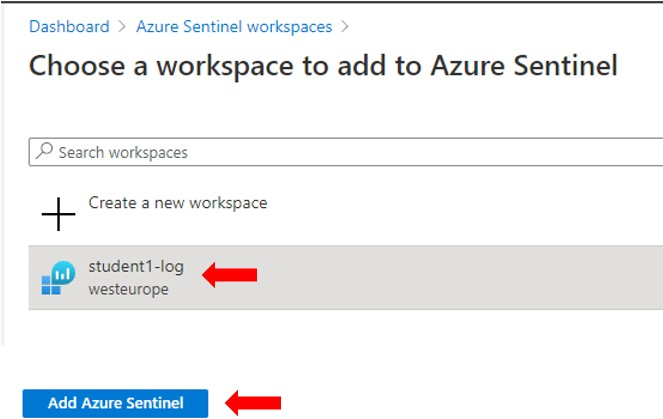 Dashboard > Azure Sentinel workspaces >
Choose a workspace to add to Azure Sentinel
Search workspaces
Create a new workspace
student1-log
westeurope
Add Azure Sentinel